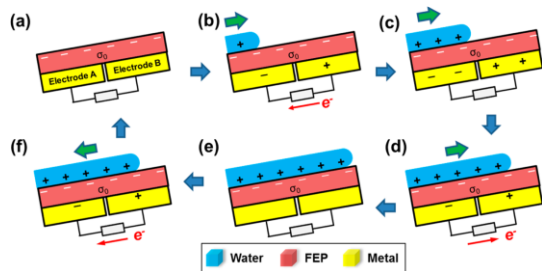 (a)
σ₀
Electrode A
Electrode B
(b)
+
σ₀
− +
e⁻
(c)
+ + +
σ₀
− − + +
(d)
+ + + + +
σ₀
− +
e⁻
(e)
+ + + + +
σ₀
(f)
+ + + + +
σ₀
− +
e⁻
Water FEP Metal